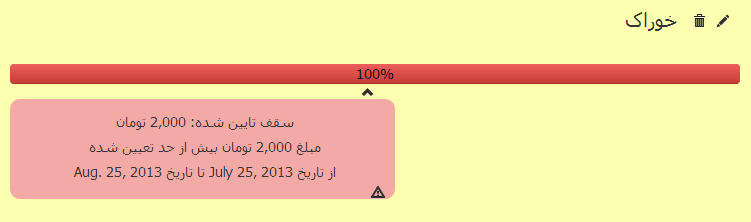 خوراک
100%
سقف تایین شده: 2,000 تومان
مبلغ 2,000 تومان بیش از حد تعیین شده
از تاریخ July 25, 2013 تا تاریخ Aug. 25, 2013